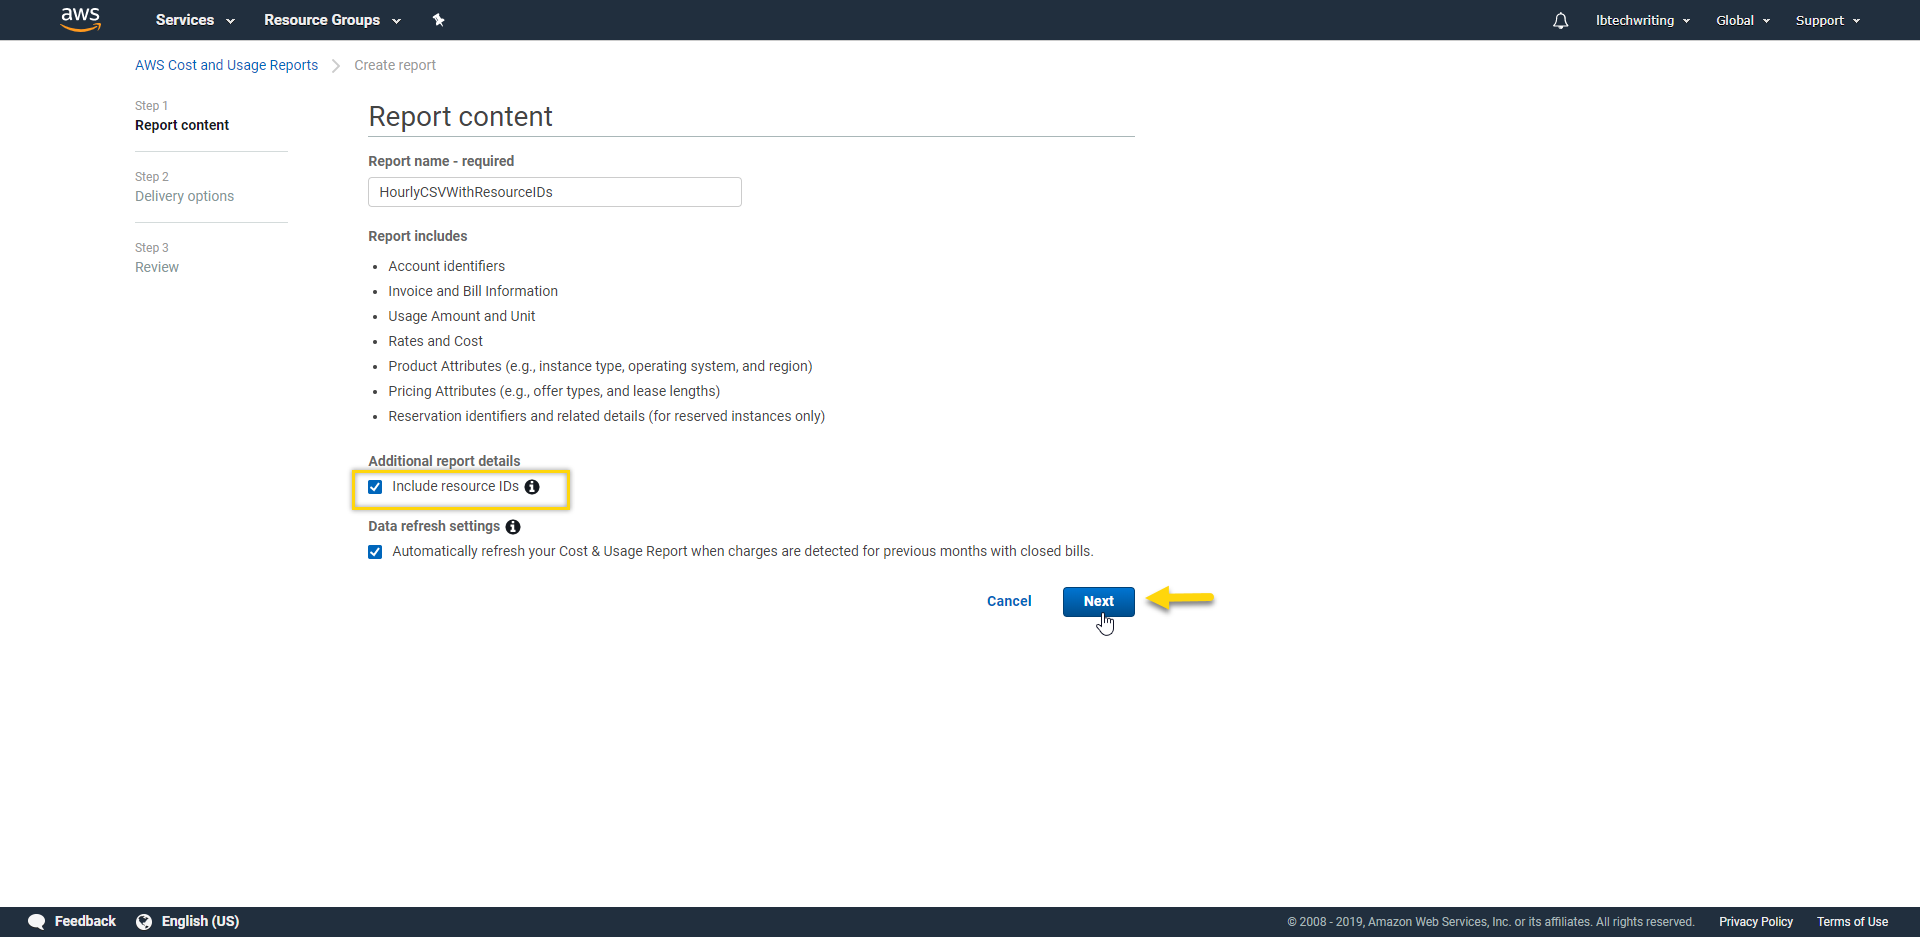 aws
Services
Resource Groups
lbtechwriting
Global
Support
AWS Cost and Usage Reports
Create report
Step 1
Report content
Step 2
Delivery options
Step 3
Review
Report content
Report name - required
HourlyCSVWithResourceIDs
Report includes
• Account identifiers
• Invoice and Bill Information
• Usage Amount and Unit
• Rates and Cost
• Product Attributes (e.g., instance type, operating system, and region)
• Pricing Attributes (e.g., offer types, and lease lengths)
• Reservation identifiers and related details (for reserved instances only)
Additional report details
Include resource IDs
Data refresh settings
Automatically refresh your Cost & Usage Report when charges are detected for previous months with closed bills.
Cancel
Next
Feedback
English (US)
© 2008 - 2019, Amazon Web Services, Inc. or its affiliates. All rights reserved.
Privacy Policy
Terms of Use